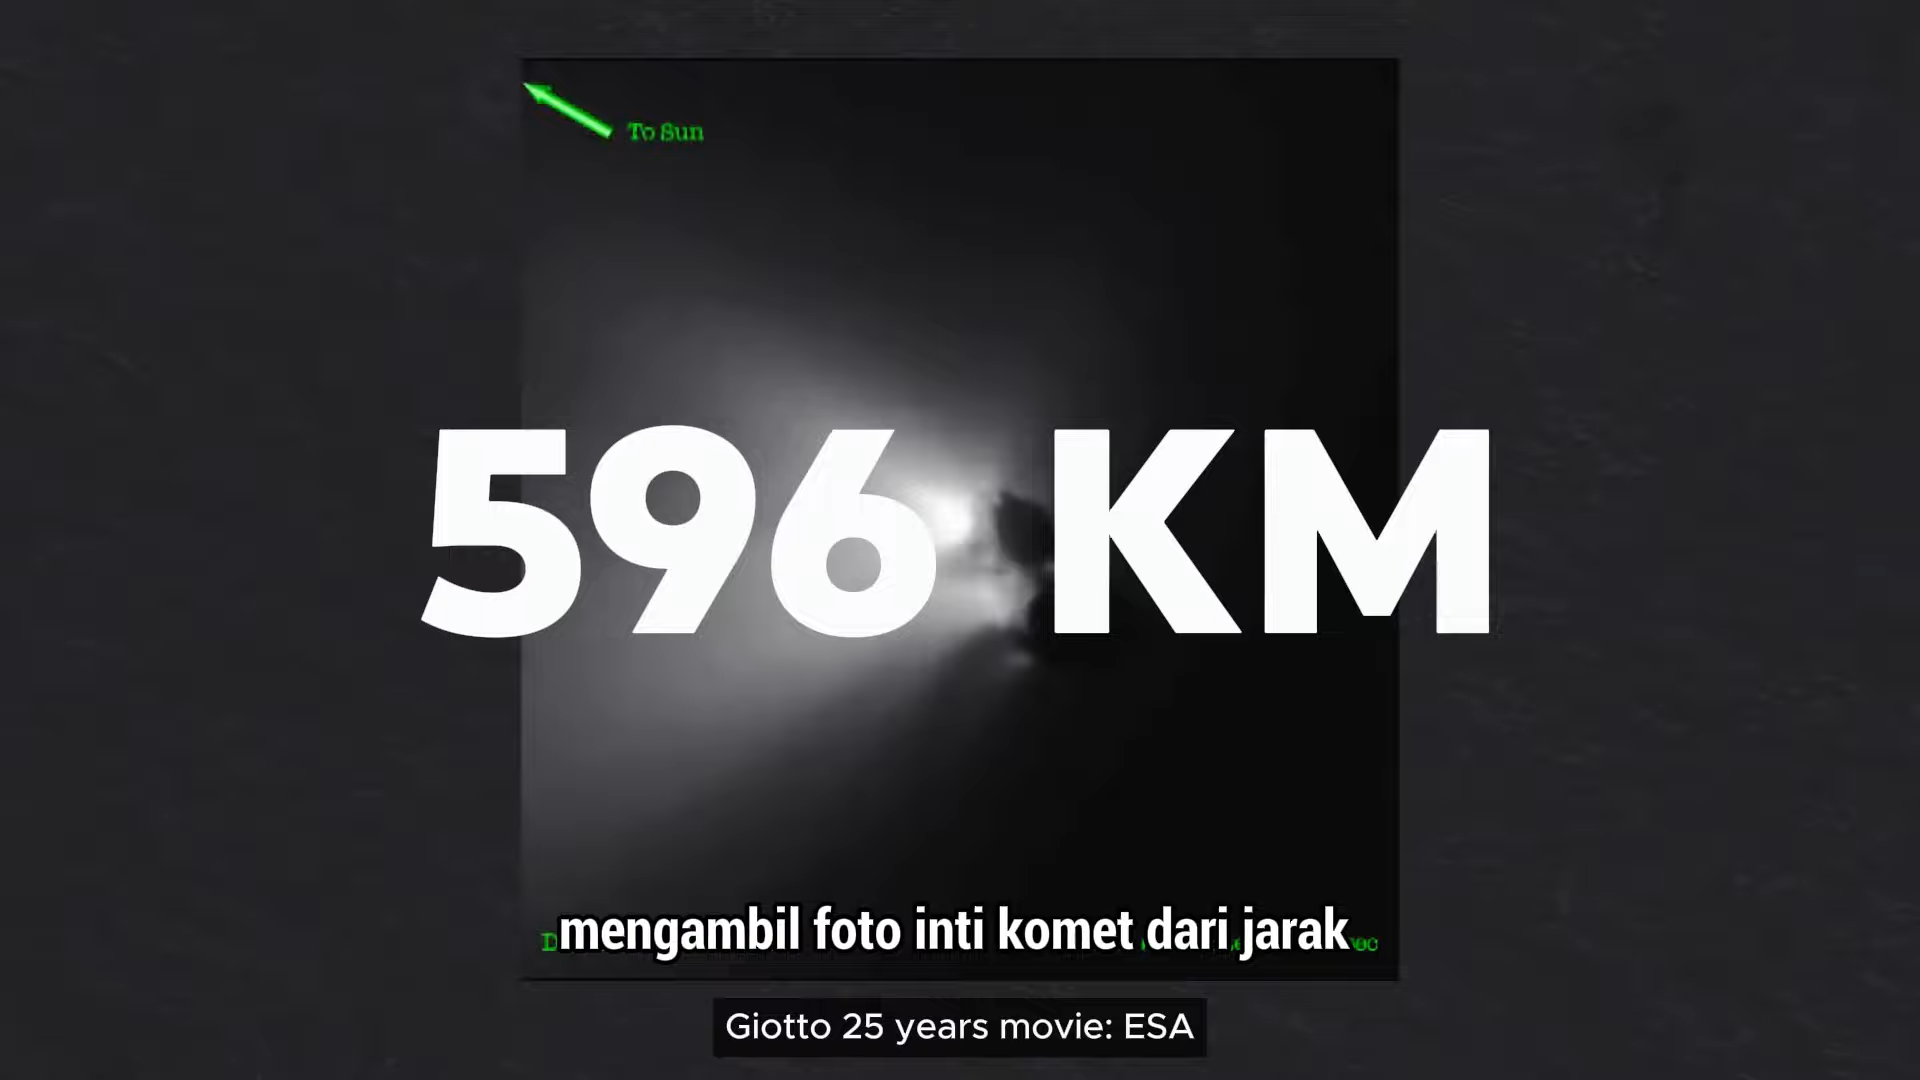 To Sun
596 KM
mengambil foto inti komet dari jarak
Giotto 25 years movie: ESA